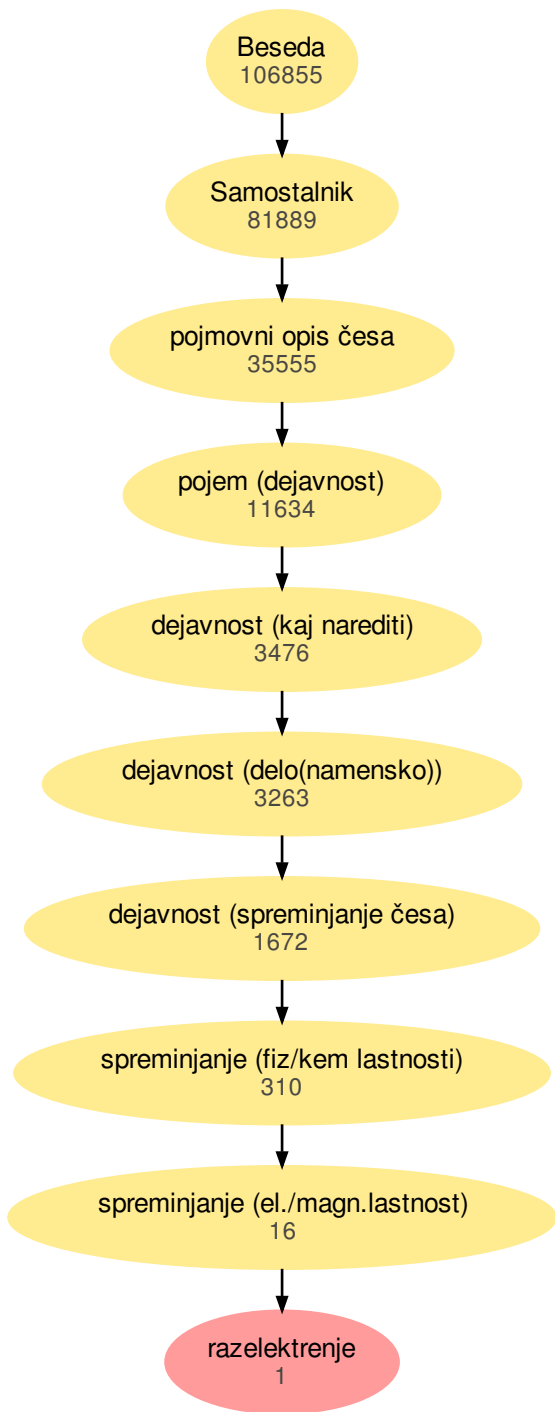 Beseda
106855
Samostalnik
81889
pojmovni opis česa
35555
pojem (dejavnost)
11634
dejavnost (kaj narediti)
3476
dejavnost (delo(namensko))
3263
dejavnost (spreminjanje česa)
1672
spreminjanje (fiz/kem lastnosti)
310
spreminjanje (el./magn.lastnost)
16
razelektrenje
1